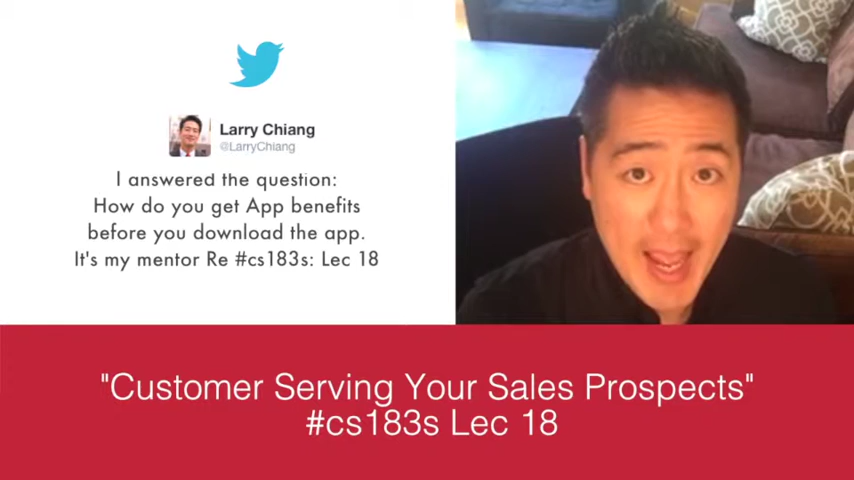 Larry Chiang
@LarryChiang
I answered the question:
How do you get App benefits
before you download the app.
It's my mentor Re #cs183s: Lec 18
"Customer Serving Your Sales Prospects"
#cs183s Lec 18